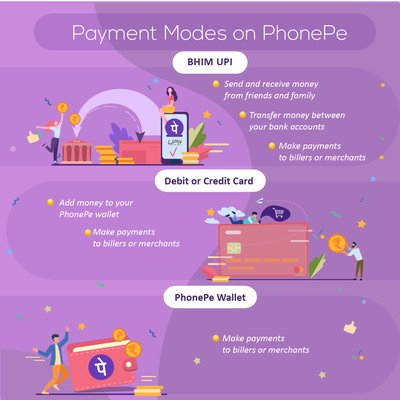 Payment Modes on PhonePe
BHIM UPI
Send and receive money
from friends and family
Transfer money between
your bank accounts
Make payments
to billers or merchants
पे
Debit or Credit Card
Add money to your
PhonePe wallet
Make payments
to billers or merchants
PhonePe Wallet
Make payments
to billers or merchants
पे